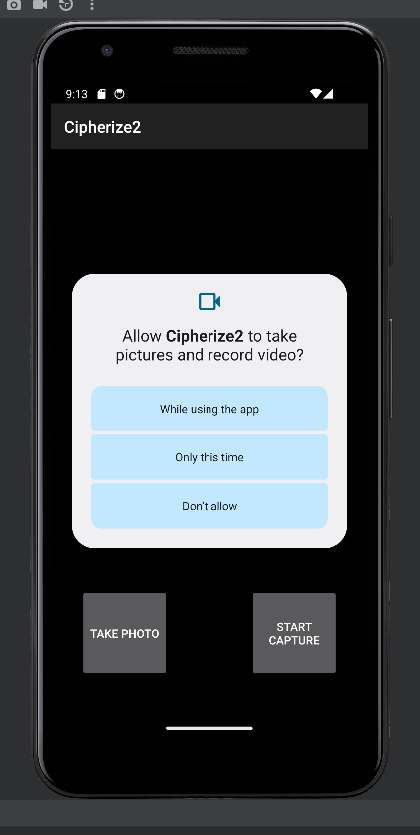 9:13
Cipherize2
Allow Cipherize2 to take
pictures and record video?
While using the app
Only this time
Don't allow
TAKE PHOTO
START
CAPTURE